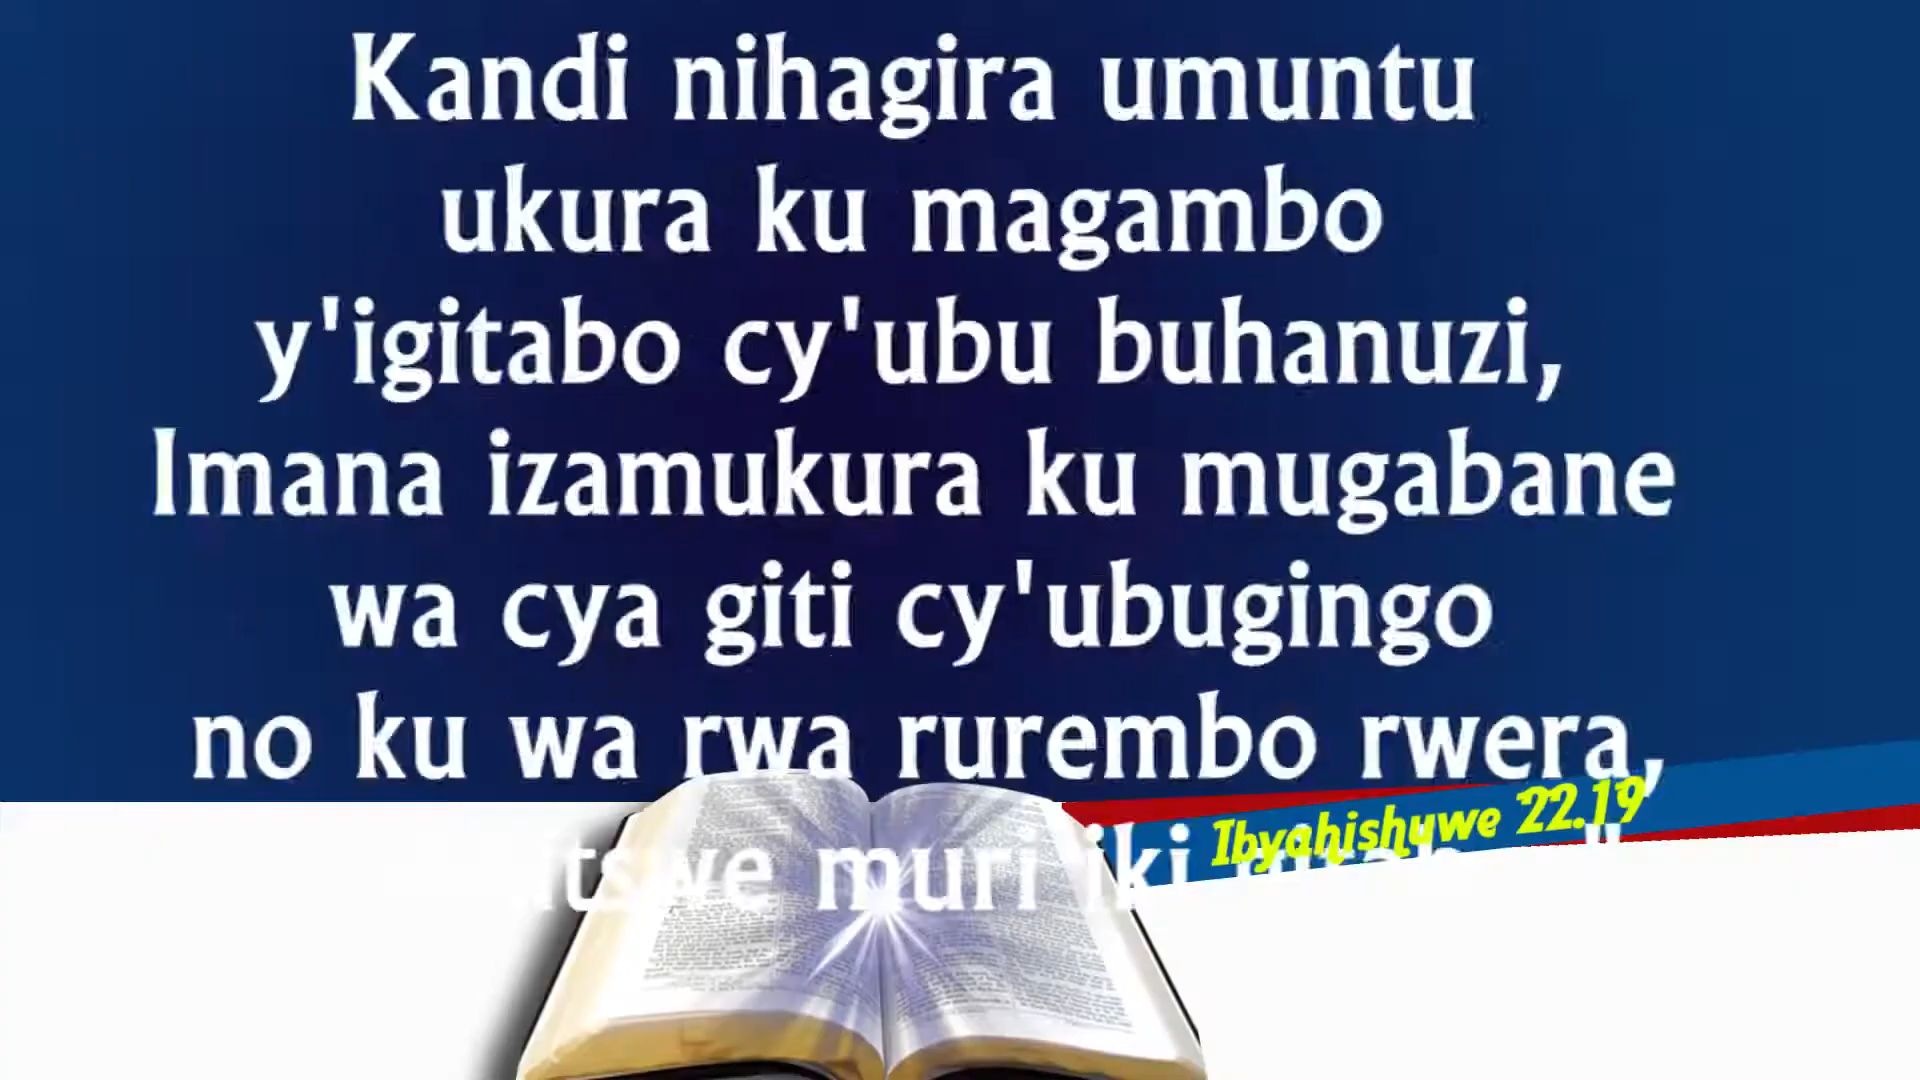 Kandi nihagira umuntu
ukura ku magambo
y'igitabo cy'ubu buhanuzi,
Imana izamukura ku mugabane
wa cya giti cy'ubugingo
no ku wa rwa rurembo rwera,
muri iki
Ibyahishuwe 22.19